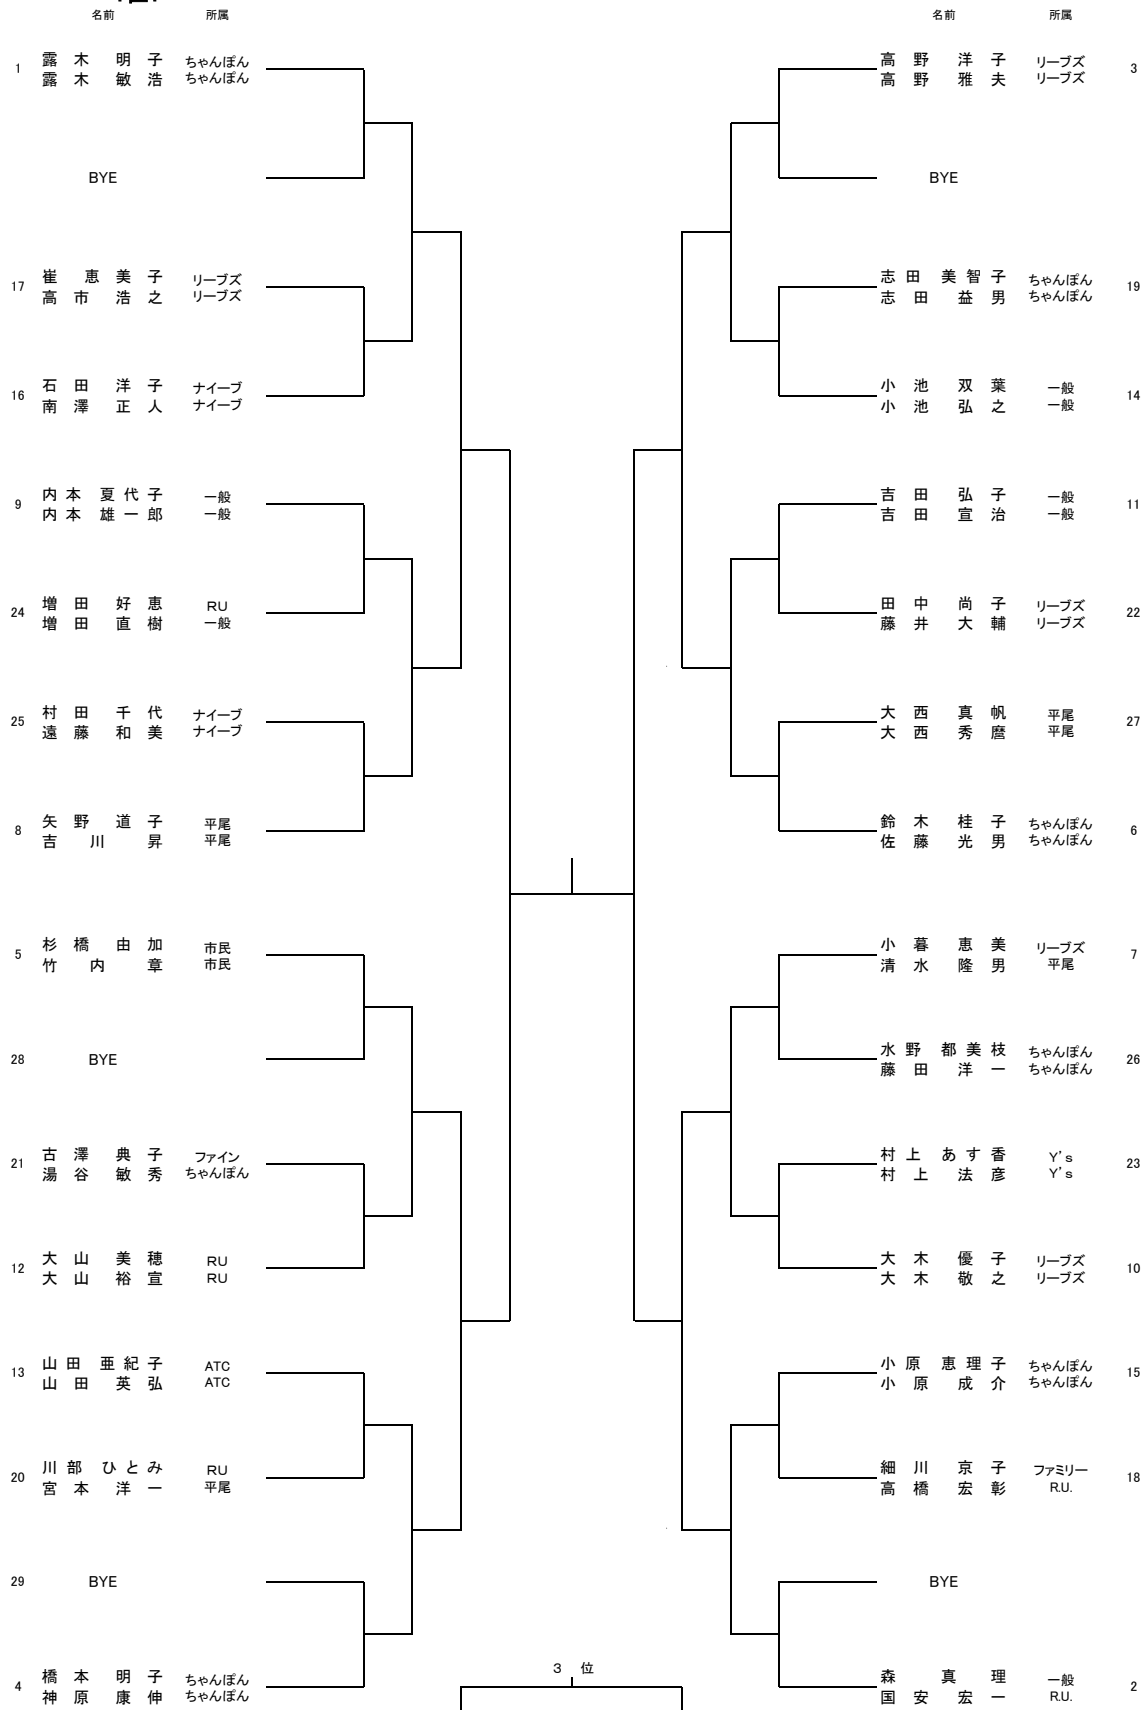 名前 所属
1 露木 明子 ちゃんぽん
露木 敏浩 ちゃんぽん
BYE
17 崔 恵美子 リーブズ
高市 浩之 リーブズ
16 石田 洋子 ナイーブ
南澤 正人 ナイーブ
9 内本 夏代子 一般
内本 雄一郎 一般
24 増田 好恵 RU
増田 直樹 一般
25 村田 千代 ナイーブ
遠藤 和美 ナイーブ
8 矢野 道子 平尾
吉川 昇 平尾
5 杉橋 由加 市民
竹内 章 市民
28 BYE
21 古澤 典子 ファイン
湯谷 敏秀 ちゃんぽん
12 大山 美穂 RU
大山 裕宣 RU
13 山田 亜紀子 ATC
山田 英弘 ATC
20 川部 ひとみ RU
宮本 洋一 平尾
29 BYE
4 橋本 明子 ちゃんぽん
神原 康伸 ちゃんぽん
名前 所属
高野 洋子 リーブズ 3
高野 雅夫 リーブズ
BYE
志田 美智子 ちゃんぽん 19
志田 益男 ちゃんぽん
小池 双葉 一般 14
小池 弘之 一般
吉田 弘子 一般 11
吉田 宣治 一般
田中 尚子 リーブズ 22
藤井 大輔 リーブズ
大西 真帆 平尾 27
大西 秀麿 平尾
鈴木 桂子 ちゃんぽん 6
佐藤 光男 ちゃんぽん
小暮 恵美 リーブズ 7
清水 隆男 平尾
水野 都美枝 ちゃんぽん 26
藤田 洋一 ちゃんぽん
村上 あす香 Y's 23
村上 法彦 Y's
大木 優子 リーブズ 10
大木 敬之 リーブズ
小原 恵理子 ちゃんぽん 15
小原 成介 ちゃんぽん
細川 京子 ファミリー 18
高橋 宏彰 R.U.
BYE
森 真理 一般 2
国安 宏一 R.U.
3 位